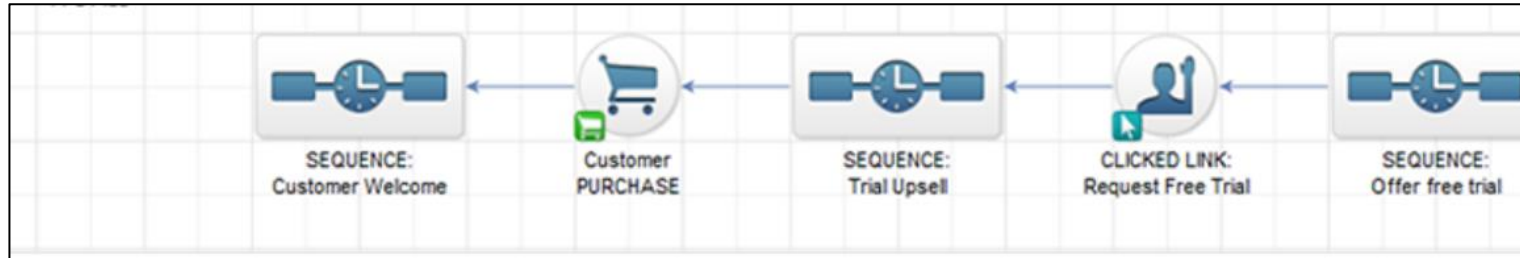 SEQUENCE:
Customer Welcome
Customer
PURCHASE
SEQUENCE:
Trial Upsell
CLICKED LINK:
Request Free Trial
SEQUENCE:
Offer free trial